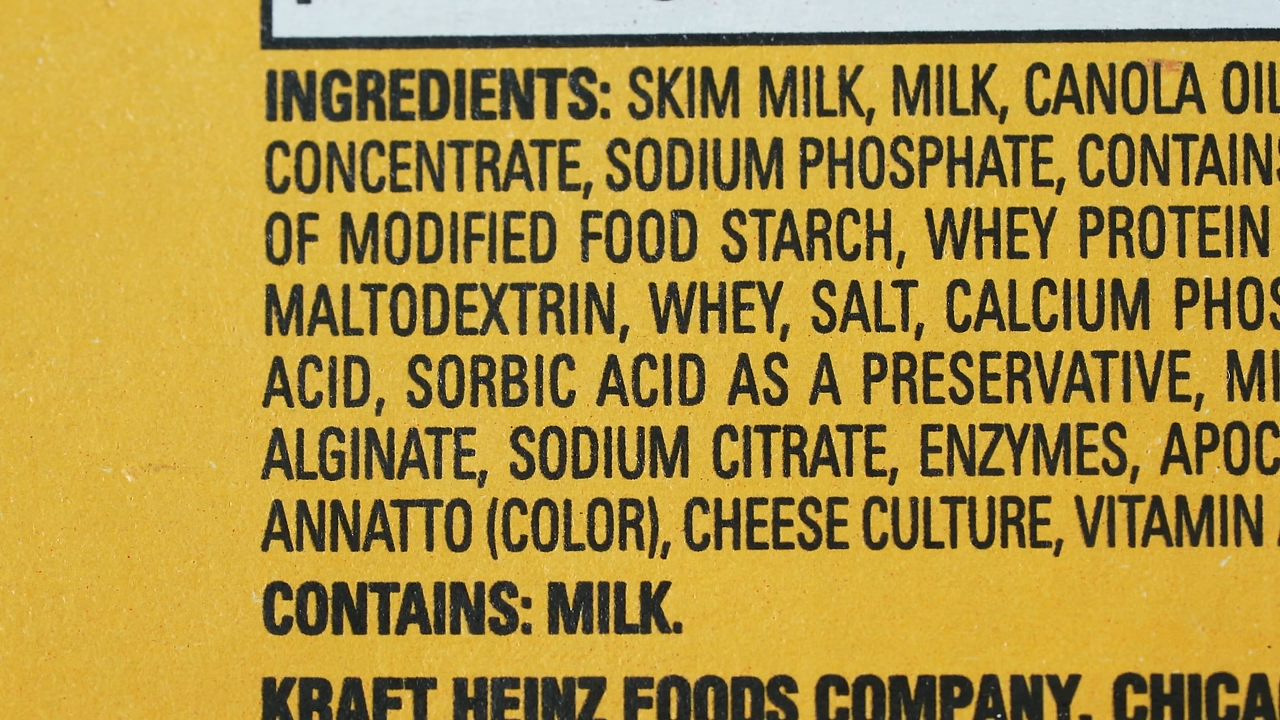 INGREDIENTS: SKIM MILK, MILK, CANOLA OIL
CONCENTRATE, SODIUM PHOSPHATE, CONTAINS
OF MODIFIED FOOD STARCH, WHEY PROTEIN
MALTODEXTRIN, WHEY, SALT, CALCIUM PHOS
ACID, SORBIC ACID AS A PRESERVATIVE, MI
ALGINATE, SODIUM CITRATE, ENZYMES, APOC
ANNATTO (COLOR), CHEESE CULTURE, VITAMIN
CONTAINS: MILK.
KRAFT HEINZ FOODS COMPANY, CHICA